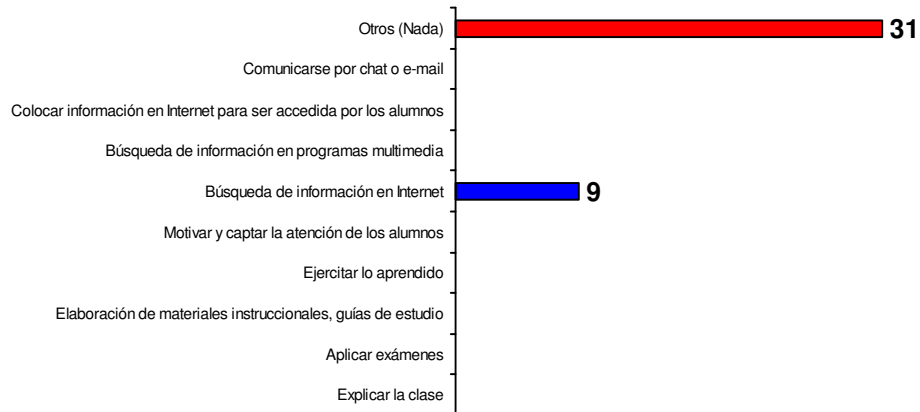 Otros (Nada) 31
Comunicarse por chat o e-mail
Colocar información en Internet para ser accedida por los alumnos
Búsqueda de información en programas multimedia
Búsqueda de información en Internet 9
Motivar y captar la atención de los alumnos
Ejercitar lo aprendido
Elaboración de materiales instruccionales, guías de estudio
Aplicar exámenes
Explicar la clase